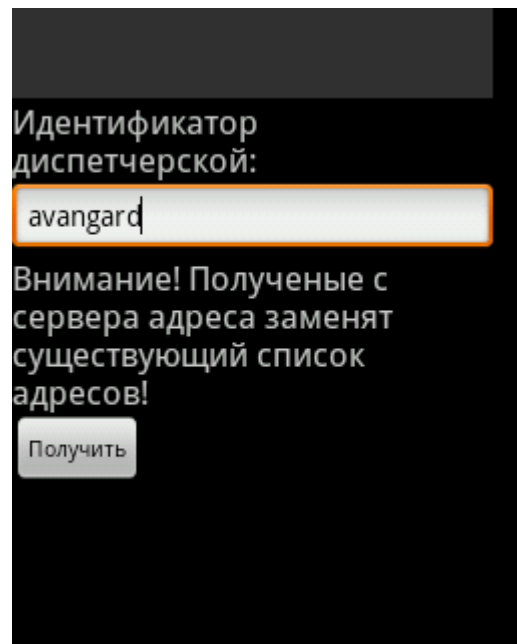 Идентификатор
диспетчерской:
avangard
Внимание! Полученые с
сервера адреса заменят
существующий список
адресов!
Получить